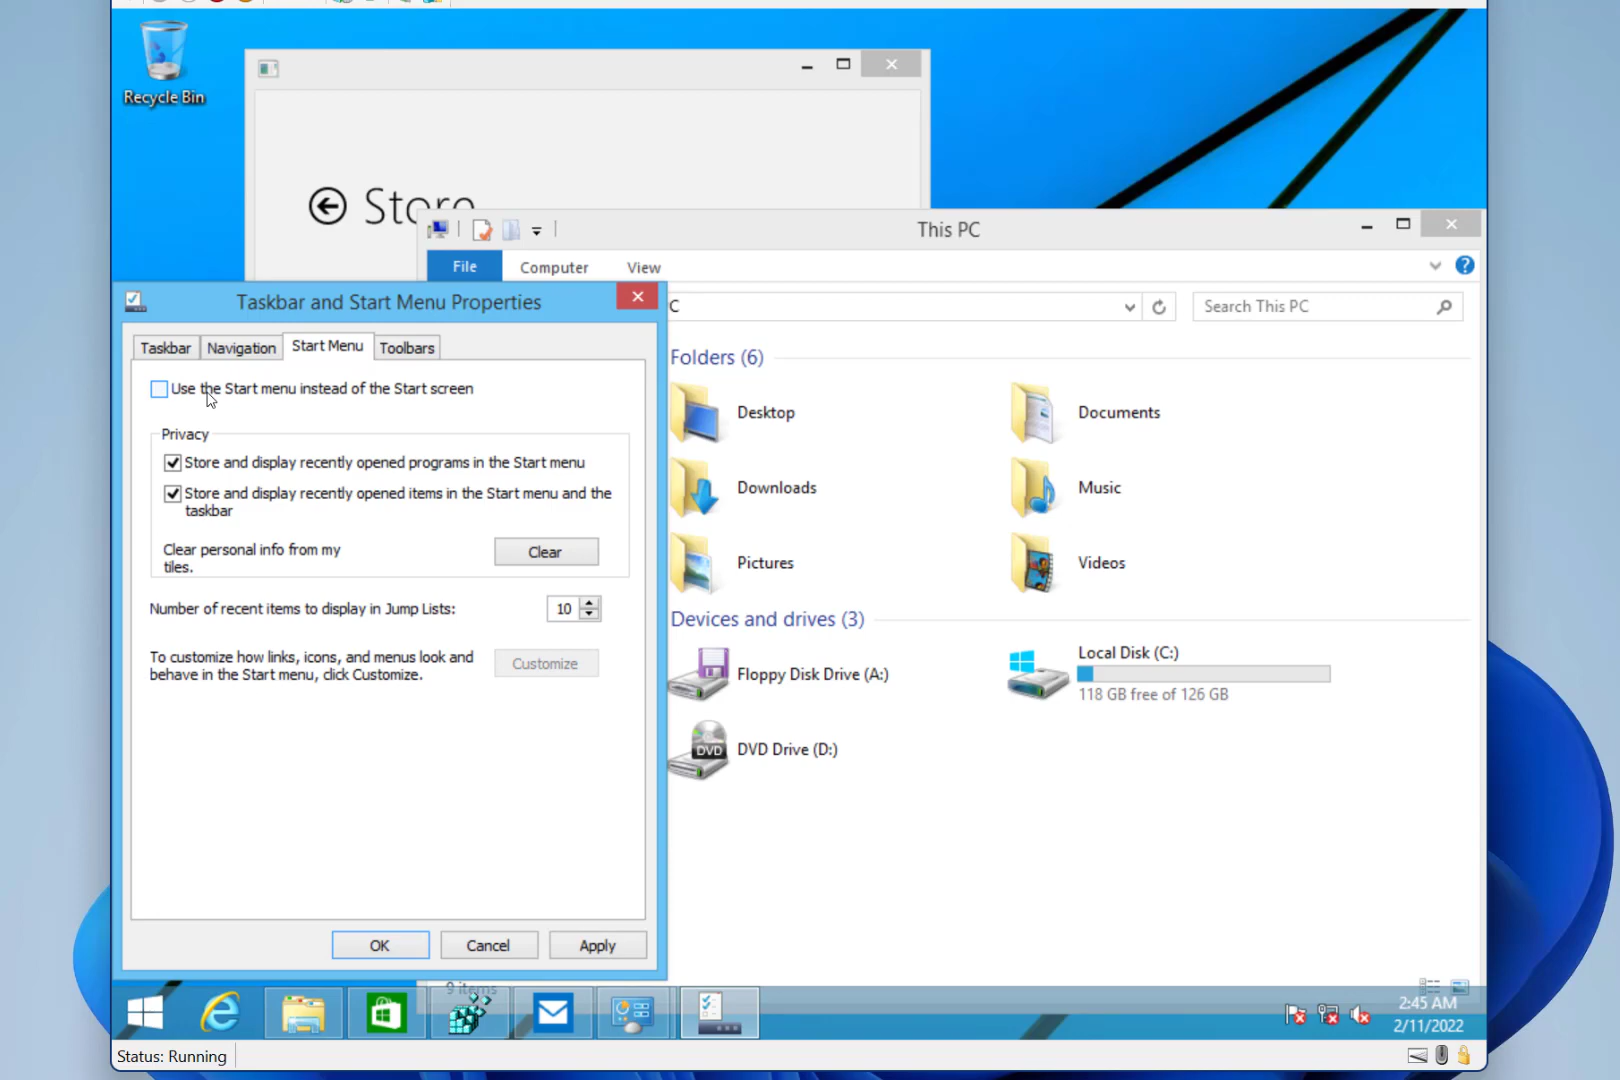 Recycle Bin
Store
This PC
File
Computer
View
Taskbar and Start Menu Properties
C
Search This PC
Taskbar
Navigation
Start Menu
Toolbars
Use the Start menu instead of the Start screen
Privacy
Store and display recently opened programs in the Start menu
Store and display recently opened items in the Start menu and the
taskbar
Clear personal info from my
tiles.
Clear
Number of recent items to display in Jump Lists:
10
To customize how links, icons, and menus look and
behave in the Start menu, click Customize.
Customize
OK
Cancel
Apply
Folders (6)
Desktop
Documents
Downloads
Music
Pictures
Videos
Devices and drives (3)
Floppy Disk Drive (A:)
Local Disk (C:)
118 GB free of 126 GB
DVD
DVD Drive (D:)
9 items
2:45 AM
2/11/2022
Status: Running